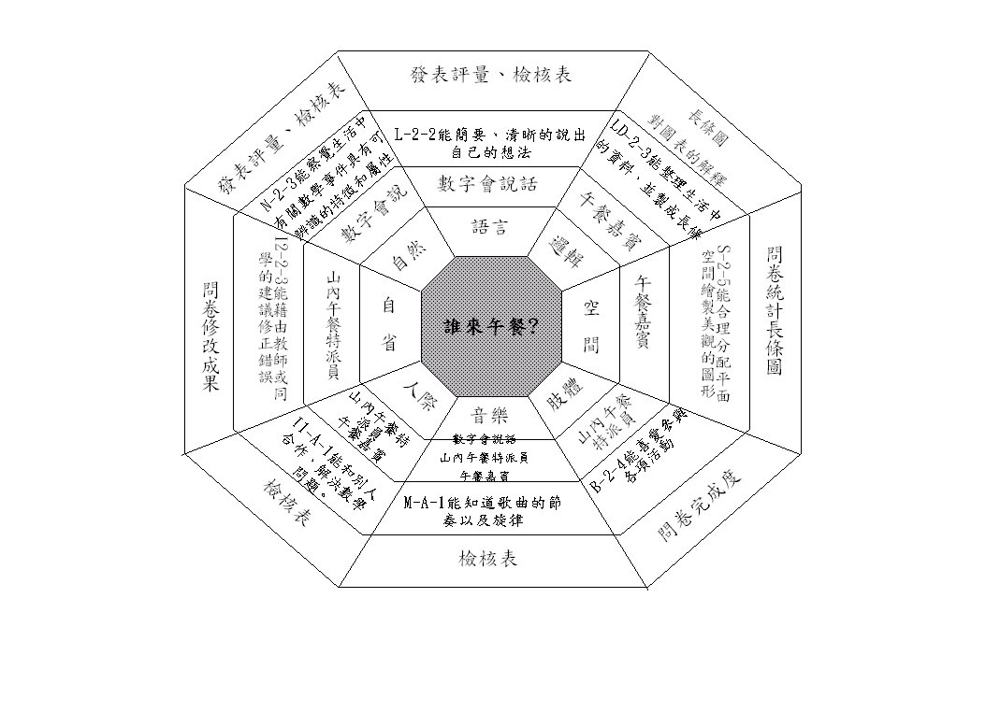 發表評量、檢核表
L-2-2能簡要、清晰的說出
自己的想法
數字會說話
語言
長條圖
對圖表的解釋
LD-2-3能整理生活中
的資料、並製成長條
午餐嘉賓
邏輯
問卷統計長條圖
S-2-5能合理分配平面
空間繪製美觀的圖形
午餐嘉賓
空間
問卷完成度
B-2-4能喜愛參與
各項活動
山內午餐
特派員
肢體
音樂
數字會說話
山內午餐特派員
午餐嘉賓
M-A-1能知道歌曲的節
奏以及旋律
檢核表
人際
山內午餐特
派員
午餐嘉賓
I1-A-1能和別人
合作、解決數學
問題。
檢核表
自省
山內午餐特派員
I2-2-3能藉由教師或同
學的建議修正錯誤
問卷修改成果
自然
數字會說
N-2-3能察覺生活中
有關數學事件具有可
辨識的特徵和屬性
發表評量、檢核表
誰來午餐?